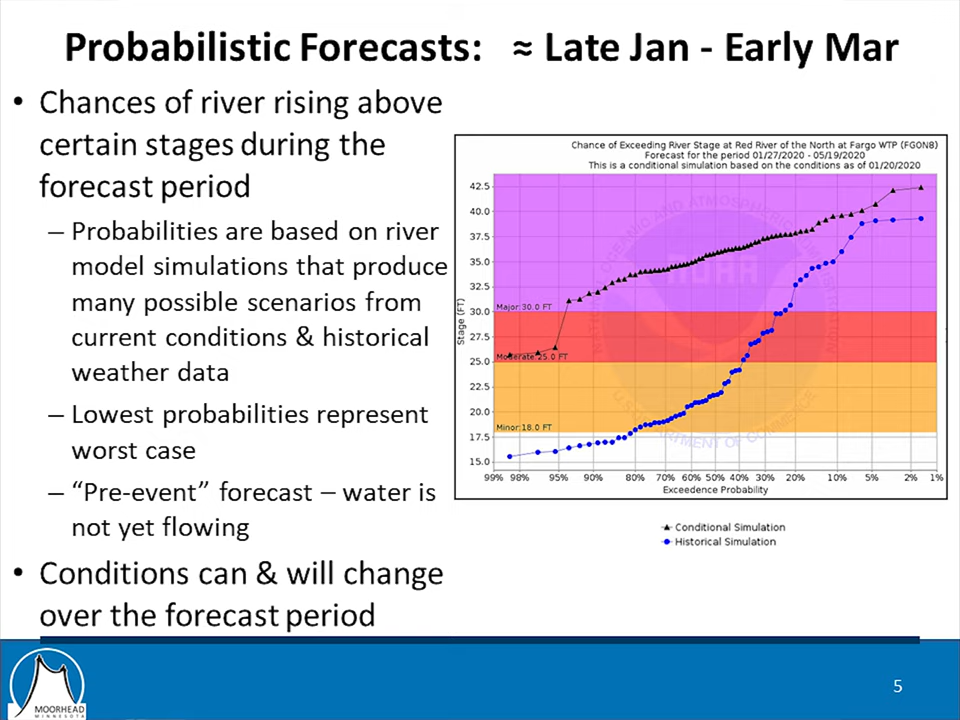 Probabilistic Forecasts: ≈ Late Jan - Early Mar
• Chances of river rising above
certain stages during the
forecast period
– Probabilities are based on river
model simulations that produce
many possible scenarios from
current conditions & historical
weather data
– Lowest probabilities represent
worst case
– “Pre-event” forecast – water is
not yet flowing
• Conditions can & will change
over the forecast period
Chance of Exceeding River Stage at Red River of the North at Fargo WTP (FGON8)
Forecast for the period 01/27/2020 - 05/19/2020
This is a conditional simulation based on the conditions as of 01/20/2020
Stage (FT)
42.5
40.0
37.5
35.0
32.5
30.0
27.5
25.0
22.5
20.0
17.5
15.0
Major 30.0 FT
Moderate 25.0 FT
Minor 18.0 FT
NOAA
99% 98% 95% 90% 80% 70% 60% 50% 40% 30% 20% 10% 5% 2% 1%
Exceedence Probability
Conditional Simulation
Historical Simulation
MOORHEAD
MINNESOTA
5